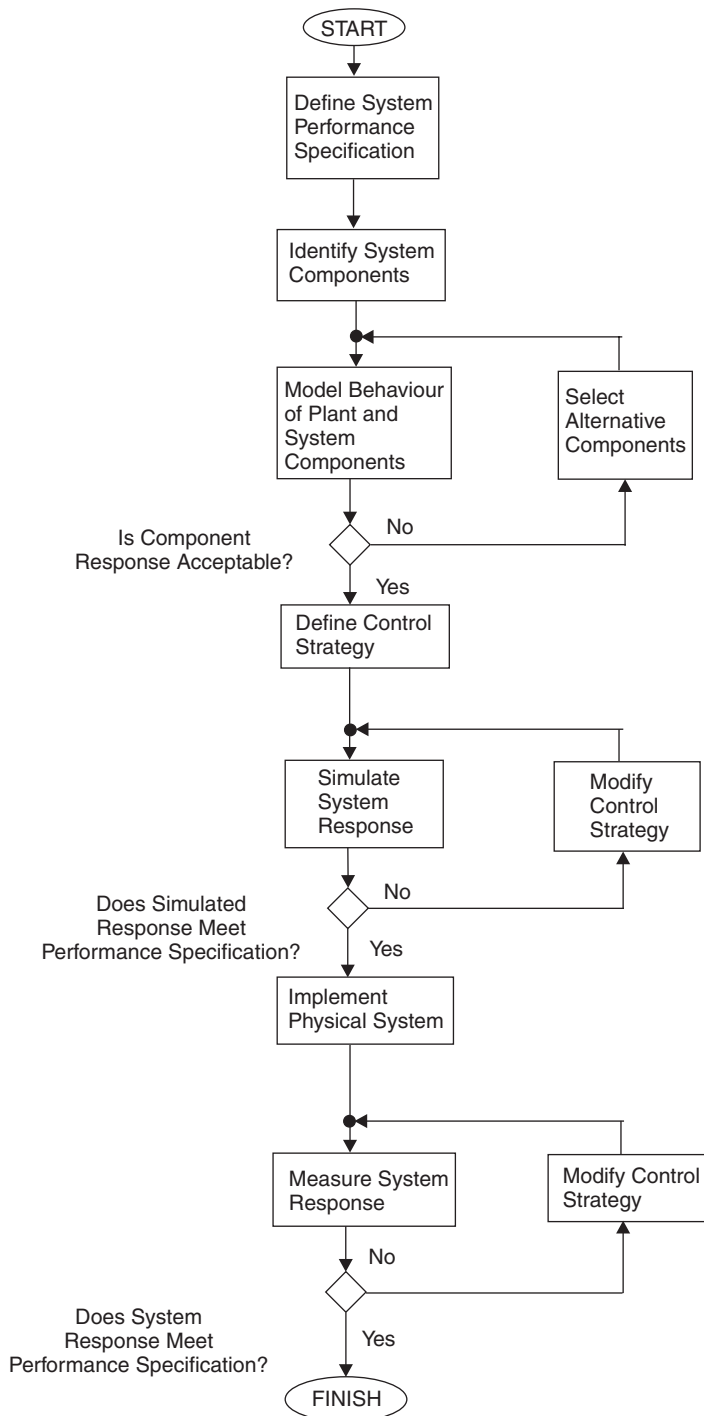 START
Define System
Performance
Specification
Identify System
Components
Model Behaviour
of Plant and
System
Components
Select
Alternative
Components
Is Component
Response Acceptable?
No
Yes
Define Control
Strategy
Simulate
System
Response
Modify
Control
Strategy
Does Simulated
Response Meet
Performance Specification?
No
Yes
Implement
Physical System
Measure System
Response
Modify Control
Strategy
No
Does System
Response Meet
Performance Specification?
Yes
FINISH